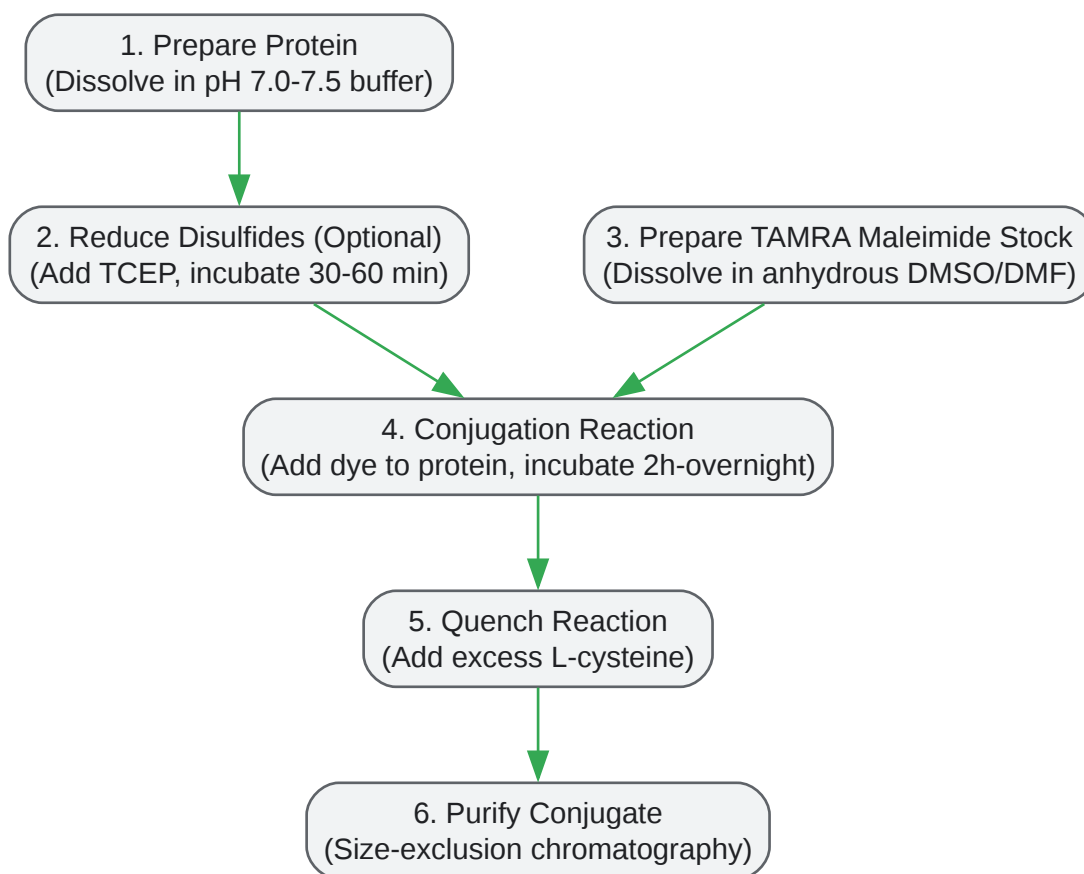 1. Prepare Protein
(Dissolve in pH 7.0-7.5 buffer)
2. Reduce Disulfides (Optional)
(Add TCEP, incubate 30-60 min)
3. Prepare TAMRA Maleimide Stock
(Dissolve in anhydrous DMSO/DMF)
4. Conjugation Reaction
(Add dye to protein, incubate 2h-overnight)
5. Quench Reaction
(Add excess L-cysteine)
6. Purify Conjugate
(Size-exclusion chromatography)